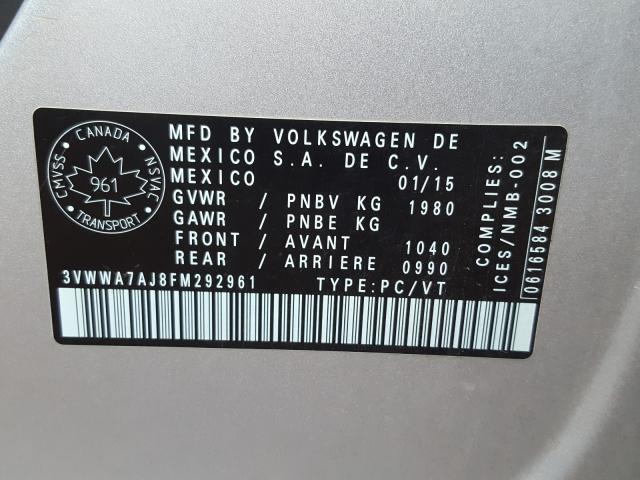 CANADA
CMVSS NSVAC
961
TRANSPORT
MFD BY VOLKSWAGEN DE
MEXICO S.A. DE C.V.
MEXICO 01/15
GVWR / PNBV KG 1980
GAWR / PNBE KG
FRONT / AVANT 1040
REAR / ARRIERE 0990
3VWWA7AJ8FM292961 TYPE:PC/VT
COMPLIES:
ICES/NMB-002
0616584 3008M